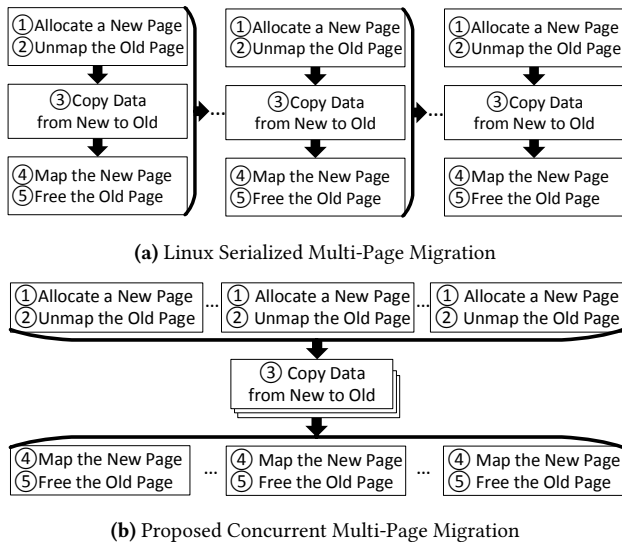 ①Allocate a New Page
②Unmap the Old Page
③Copy Data
from New to Old
④Map the New Page
⑤Free the Old Page
...
①Allocate a New Page
②Unmap the Old Page
③Copy Data
from New to Old
④Map the New Page
⑤Free the Old Page
...
①Allocate a New Page
②Unmap the Old Page
③Copy Data
from New to Old
④Map the New Page
⑤Free the Old Page
(a) Linux Serialized Multi-Page Migration
①Allocate a New Page
②Unmap the Old Page
...
① Allocate a New Page
② Unmap the Old Page
...
① Allocate a New Page
② Unmap the Old Page
③ Copy Data
from New to Old
④Map the New Page
⑤Free the Old Page
...
④ Map the New Page
⑤ Free the Old Page
...
④ Map the New Page
⑤ Free the Old Page
(b) Proposed Concurrent Multi-Page Migration